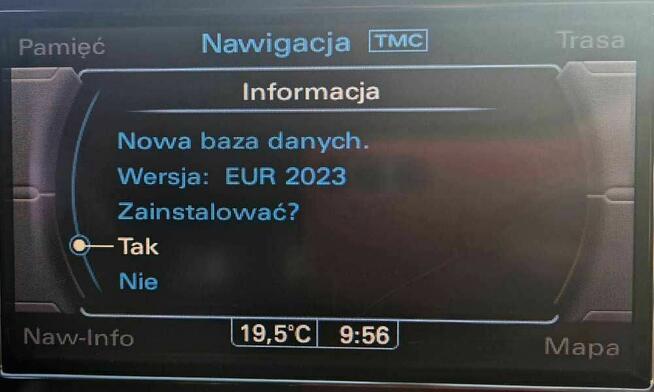 Pamięć Nawigacja TMC Trasa
Informacja
Nowa baza danych.
Wersja: EUR 2023
Zainstalować?
Tak
Nie
Naw-Info 19,5°C 9:56 Mapa